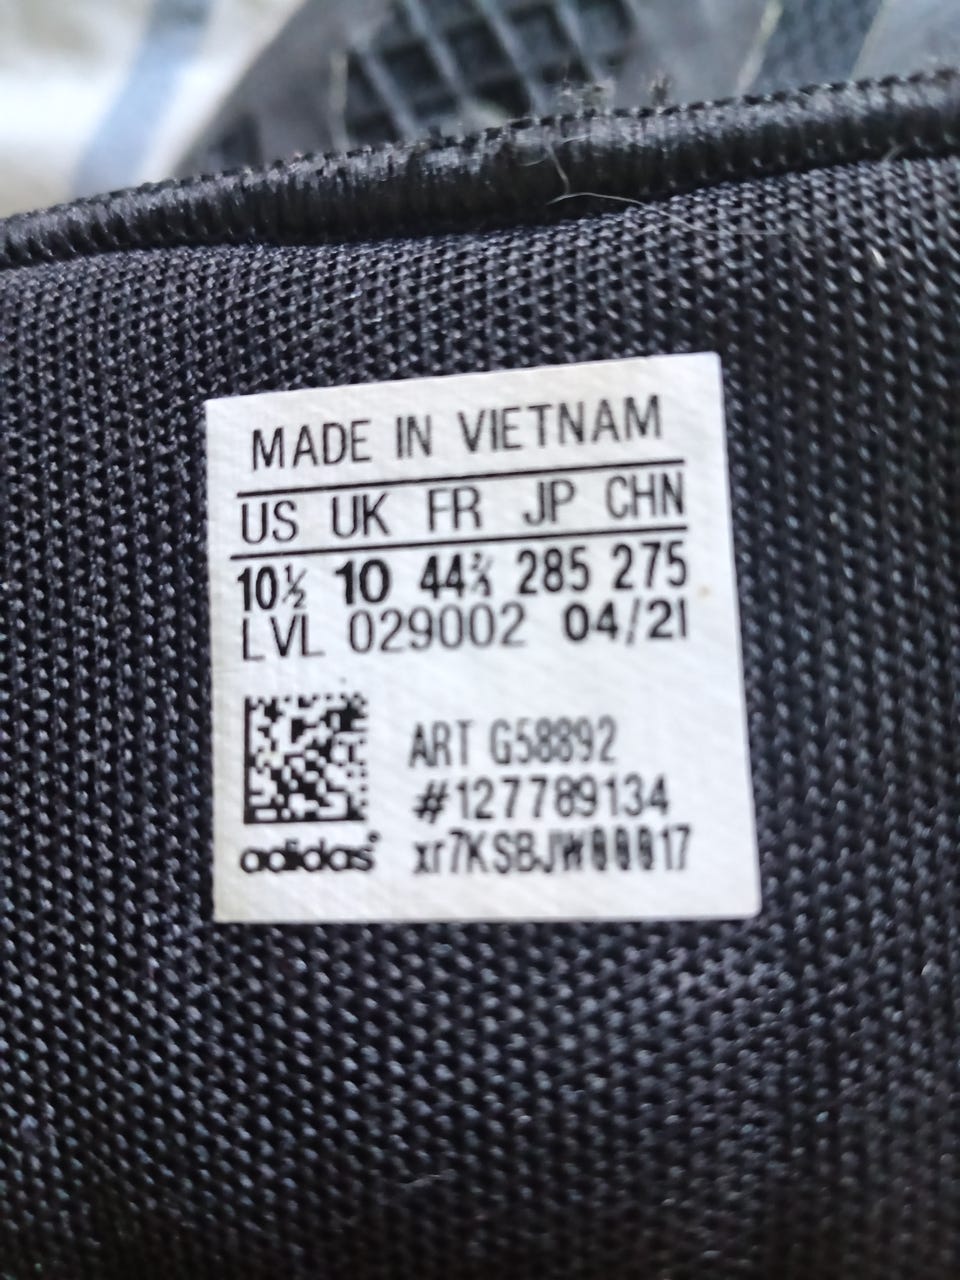 MADE IN VIETNAM
US UK FR JP CHN
10½ 10 44⅔ 285 275
LVL 029002 04/21
ART G58892
#127789134
adidas® xr7KSBJW00017